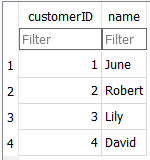 customerID name
Filter Filter
1 1 June
2 2 Robert
3 3 Lily
4 4 David